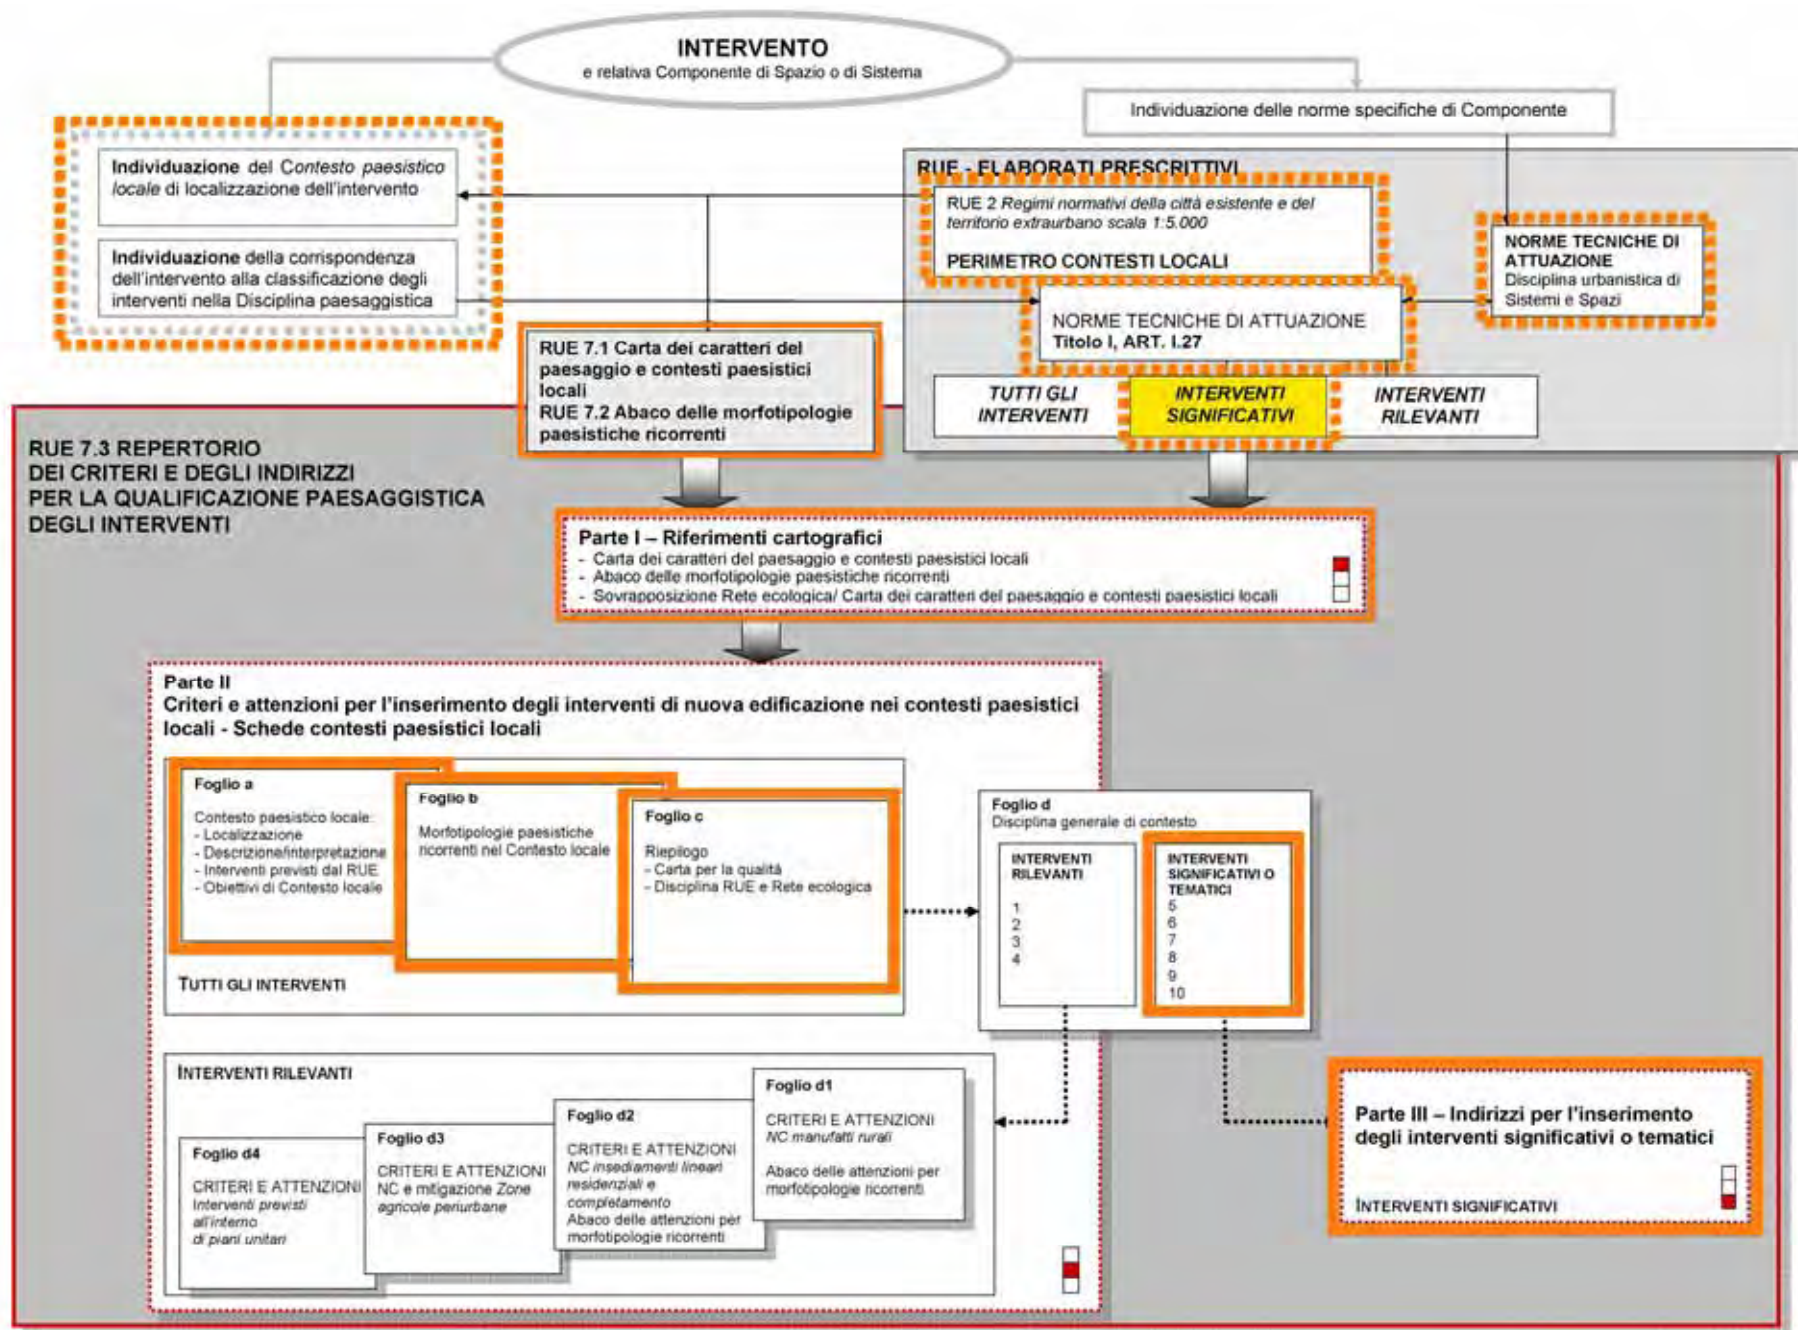 INTERVENTO
e relativa Componente di Spazio o di Sistema
Individuazione delle norme specifiche di Componente
Individuazione del Contesto paesistico
locale di localizzazione dell'intervento
Individuazione della corrispondenza
dell'intervento alla classificazione degli
interventi nella Disciplina paesaggistica
RUE - ELABORATI PRESCRITTIVI
RUE 2 Regimi normativi della città esistente e del
territorio extraurbano scala 1:5.000
PERIMETRO CONTESTI LOCALI
NORME TECNICHE DI
ATTUAZIONE
Disciplina urbanistica di
Sistemi e Spazi
NORME TECNICHE DI ATTUAZIONE
Titolo I, ART. I.27
TUTTI GLI
INTERVENTI
INTERVENTI
SIGNIFICATIVI
INTERVENTI
RILEVANTI
RUE 7.1 Carta dei caratteri del
paesaggio e contesti paesistici
locali
RUE 7.2 Abaco delle morfotipologie
paesistiche ricorrenti
RUE 7.3 REPERTORIO
DEI CRITERI E DEGLI INDIRIZZI
PER LA QUALIFICAZIONE PAESAGGISTICA
DEGLI INTERVENTI
Parte I – Riferimenti cartografici
- Carta dei caratteri del paesaggio e contesti paesistici locali
- Abaco delle morfotipologie paesistiche ricorrenti
- Sovrapposizione Rete ecologica/ Carta dei caratteri del paesaggio e contesti paesistici locali
Parte II
Criteri e attenzioni per l'inserimento degli interventi di nuova edificazione nei contesti paesistici
locali - Schede contesti paesistici locali
Foglio a
Contesto paesistico locale:
- Localizzazione
- Descrizione/interpretazione
- Interventi previsti dal RUE
- Obiettivi di Contesto locale
Foglio b
Morfotipologie paesistiche
ricorrenti nel Contesto locale
Foglio c
Riepilogo
- Carta per la qualità
- Disciplina RUE e Rete ecologica
TUTTI GLI INTERVENTI
Foglio d
Disciplina generale di contesto
INTERVENTI
RILEVANTI
1
2
3
4
INTERVENTI
SIGNIFICATIVI O
TEMATICI
5
6
7
8
9
10
INTERVENTI RILEVANTI
Foglio d4
CRITERI E ATTENZIONI
Interventi previsti
all'interno
di piani unitari
Foglio d3
CRITERI E ATTENZIONI
NC e mitigazione Zone
agricole periurbane
Foglio d2
CRITERI E ATTENZIONI
NC insediamenti lineari
residenziali e
completamento
Abaco delle attenzioni per
morfotipologie ricorrenti
Foglio d1
CRITERI E ATTENZIONI
NC manufatti rurali
Abaco delle attenzioni per
morfotipologie ricorrenti
Parte III – Indirizzi per l'inserimento
degli interventi significativi o tematici
INTERVENTI SIGNIFICATIVI